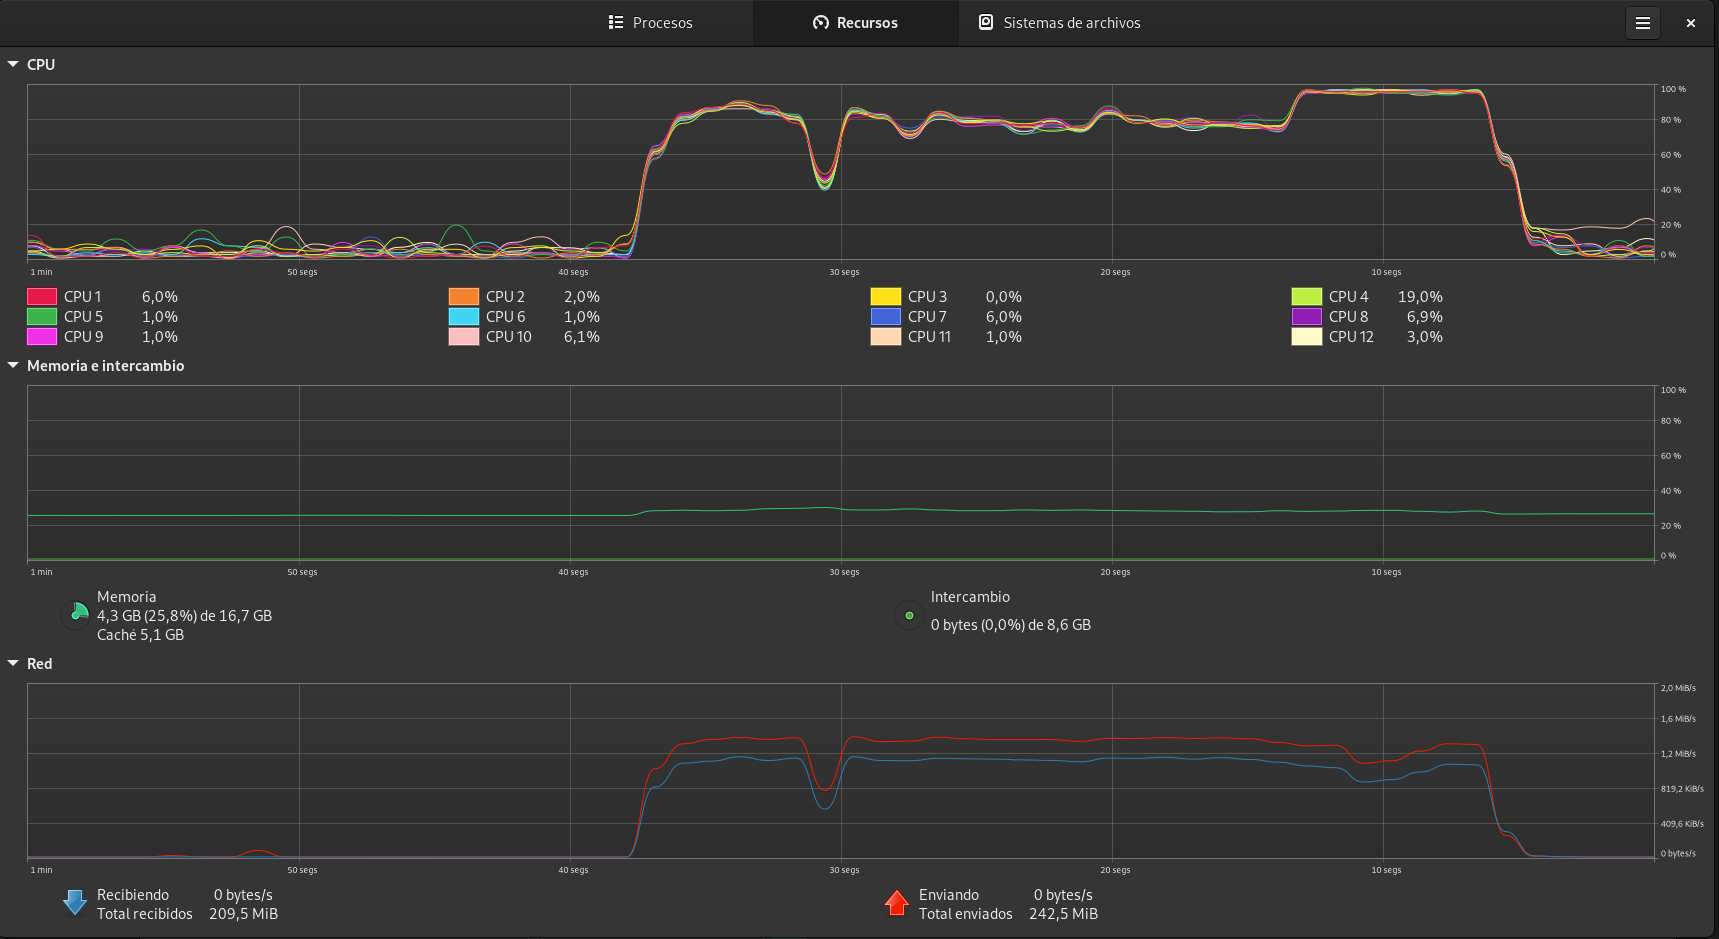 Procesos Recursos Sistemas de archivos
CPU
100 %
80 %
60 %
40 %
20 %
0 %
1 min 50 segs 40 segs 30 segs 20 segs 10 segs
CPU 1 6,0% CPU 2 2,0% CPU 3 0,0% CPU 4 19,0%
CPU 5 1,0% CPU 6 1,0% CPU 7 6,0% CPU 8 6,9%
CPU 9 1,0% CPU 10 6,1% CPU 11 1,0% CPU 12 3,0%
Memoria e intercambio
100 %
80 %
60 %
40 %
20 %
0 %
1 min 50 segs 40 segs 30 segs 20 segs 10 segs
Memoria
4,3 GB (25,8%) de 16,7 GB
Caché 5,1 GB
Intercambio
0 bytes (0,0%) de 8,6 GB
Red
2,0 MiB/s
1,6 MiB/s
1,2 MiB/s
819,2 KiB/s
409,6 KiB/s
0 bytes/s
1 min 50 segs 40 segs 30 segs 20 segs 10 segs
Recibiendo 0 bytes/s
Total recibidos 209,5 MiB
Enviando 0 bytes/s
Total enviados 242,5 MiB